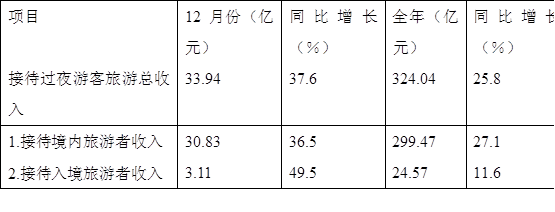 项目 12 月份（亿元） 同比增长（%） 全年（亿元） 同比增长（%）
接待过夜游客旅游总收入 33.94 37.6 324.04 25.8
1.接待境内旅游者收入 30.83 36.5 299.47 27.1
2.接待入境旅游者收入 3.11 49.5 24.57 11.6